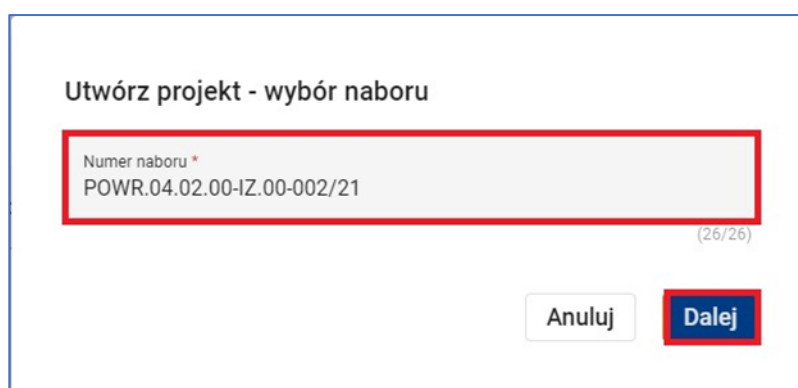 Utwórz projekt - wybór naboru
Numer naboru *
POWR.04.02.00-IZ.00-002/21
(26/26)
Anuluj Dalej